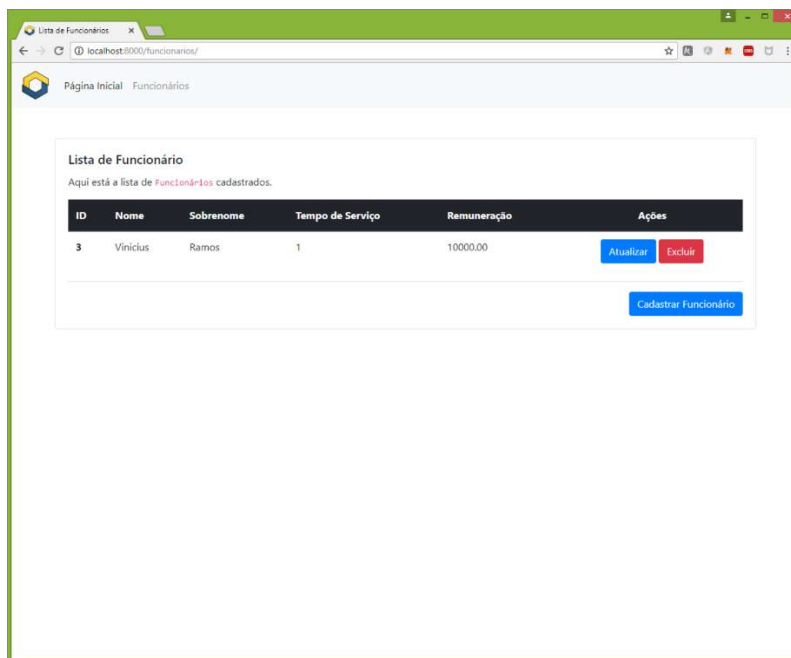 Lista de Funcionários
localhost:8000/funcionarios/
Página Inicial Funcionários
Lista de Funcionário
Aqui está a lista de Funcionários cadastrados.
ID Nome Sobrenome Tempo de Serviço Remuneração Ações
3 Vinicius Ramos 1 10000.00 Atualizar Excluir
Cadastrar Funcionário